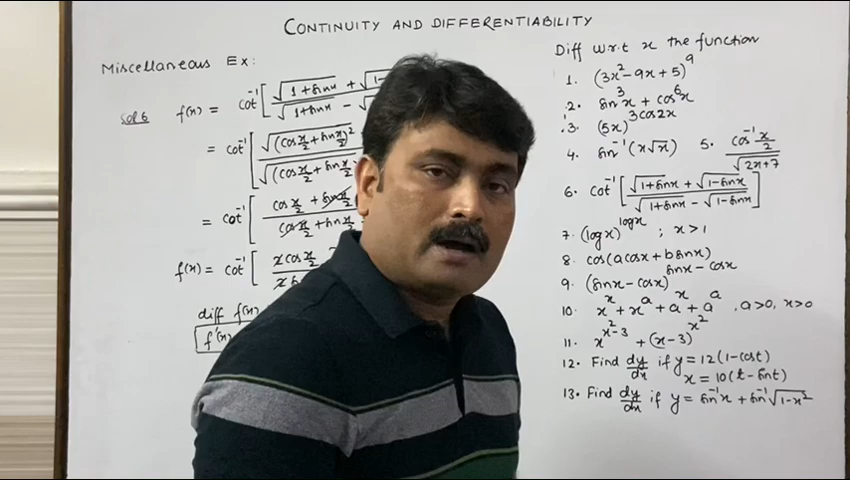 CONTINUITY AND DIFFERENTIABILITY
Miscellaneous Ex:
Sol 6 f(x) = cot⁻¹[ (√(1+sinx) + √(1- / (√(1+sinx) - √
= cot⁻¹[ √((cos x/2 + sin x/2)² / √((cos x/2 + sin x/2
= cot⁻¹[ (cos x/2 + sin x/2 / (cos x/2 + sin x/2
f(x) = cot⁻¹[ 2cos x/2 / 2
diff f(x)
f'(x)
Diff w.r.t x the function
1. (3x²-9x+5)⁹
2. sin³x + cos⁶x
3. (5x)^(3cos2x)
4. sin⁻¹(x√x) 5. (cos⁻¹ x/2) / √(2x+7)
6. cot⁻¹[ (√(1+sinx) + √(1-sinx)) / (√(1+sinx) - √(1-sinx)) ]
7. (logx)^(logx) ; x>1
8. cos(acosx + bsinx)
9. (sinx - cosx)^(sinx - cosx)
10. x^x + x^a + a^x + a^a , a>0, x>0
11. x^(x²-3) + (x-3)^(x²)
12. Find dy/dx if y = 12(1-cost)
x = 10(t-sint)
13. Find dy/dx if y = sin⁻¹x + sin⁻¹√(1-x²)